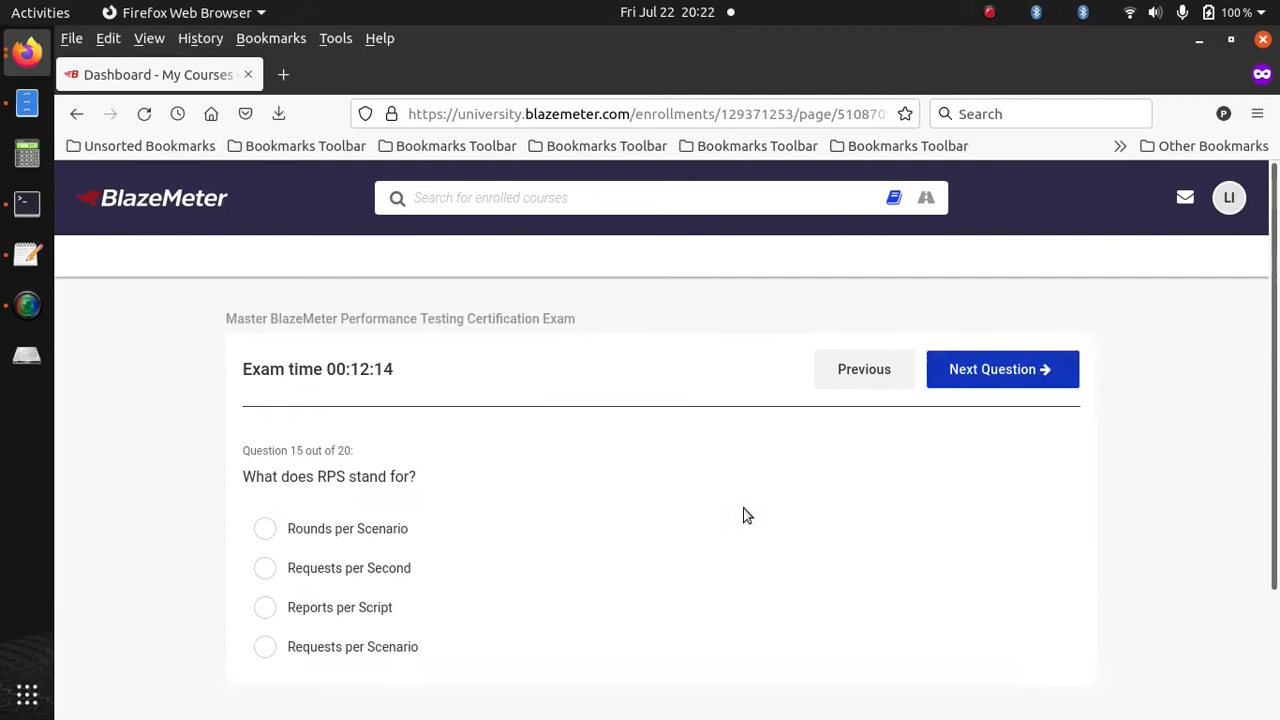 Activities
Firefox Web Browser
Fri Jul 22 20:22
100 %
File Edit View History Bookmarks Tools Help
Dashboard - My Courses
https://university.blazemeter.com/enrollments/129371253/page/510870
Search
P
Unsorted Bookmarks
Bookmarks Toolbar
Bookmarks Toolbar
Bookmarks Toolbar
Bookmarks Toolbar
Bookmarks Toolbar
Other Bookmarks
BlazeMeter
Search for enrolled courses
LI
Master BlazeMeter Performance Testing Certification Exam
Exam time 00:12:14
Previous
Next Question
Question 15 out of 20:
What does RPS stand for?
Rounds per Scenario
Requests per Second
Reports per Script
Requests per Scenario